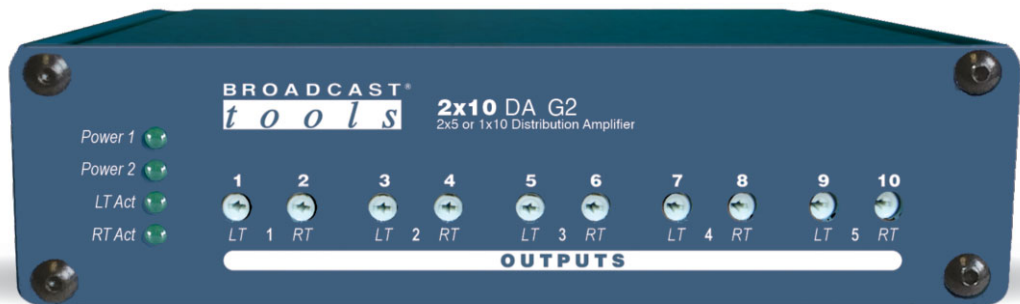 BROADCAST®
tools
2x10 DA G2
2x5 or 1x10 Distribution Amplifier
Power 1
Power 2
LT Act
RT Act
1 2 3 4 5 6 7 8 9 10
LT 1 RT LT 2 RT LT 3 RT LT 4 RT LT 5 RT
OUTPUTS